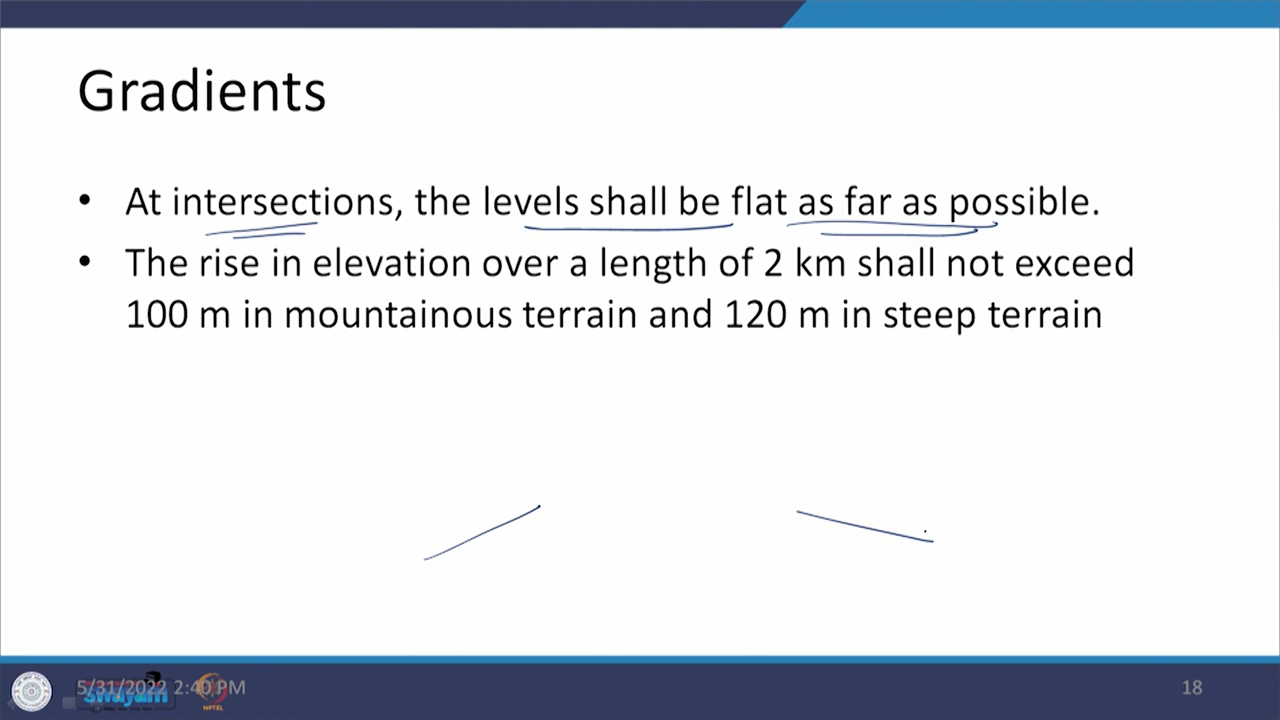 Gradients
• At intersections, the levels shall be flat as far as possible.
• The rise in elevation over a length of 2 km shall not exceed
100 m in mountainous terrain and 120 m in steep terrain
5/31/2022 2:40 PM
swayam
NPTEL
18